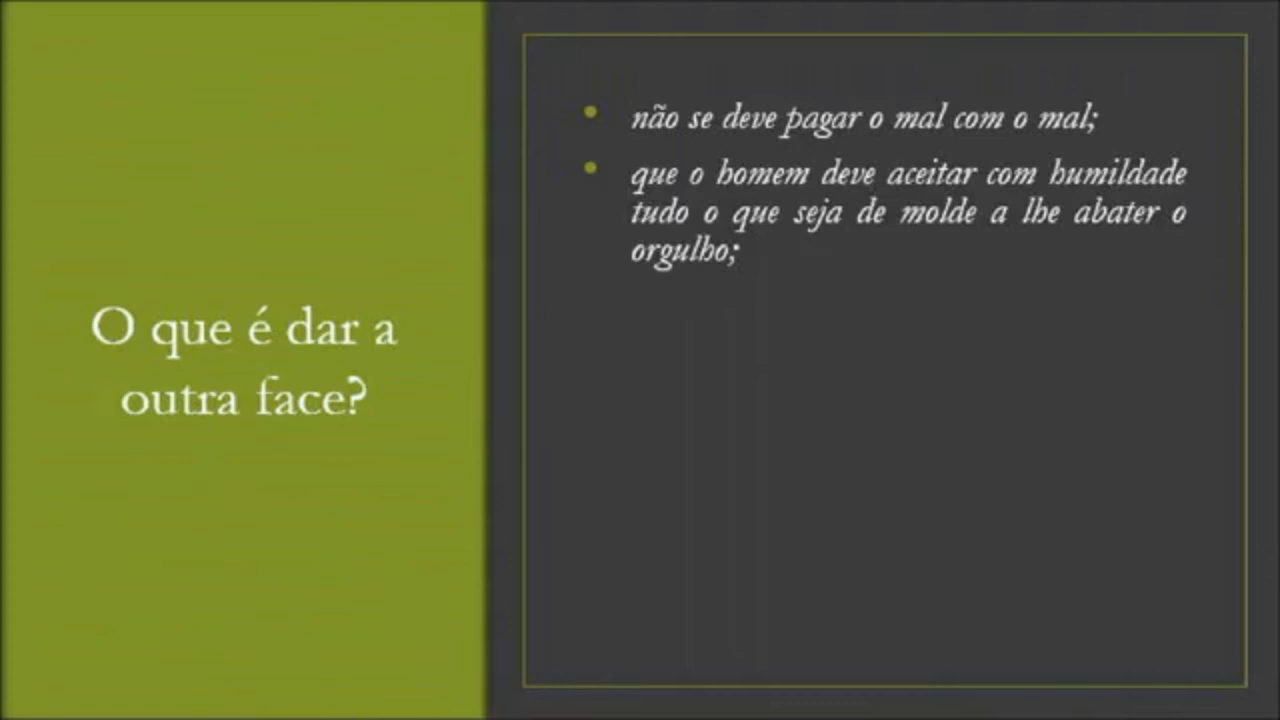 O que é dar a
outra face?
• não se deve pagar o mal com o mal;
• que o homem deve aceitar com humildade
tudo o que seja de molde a lhe abater o
orgulho;